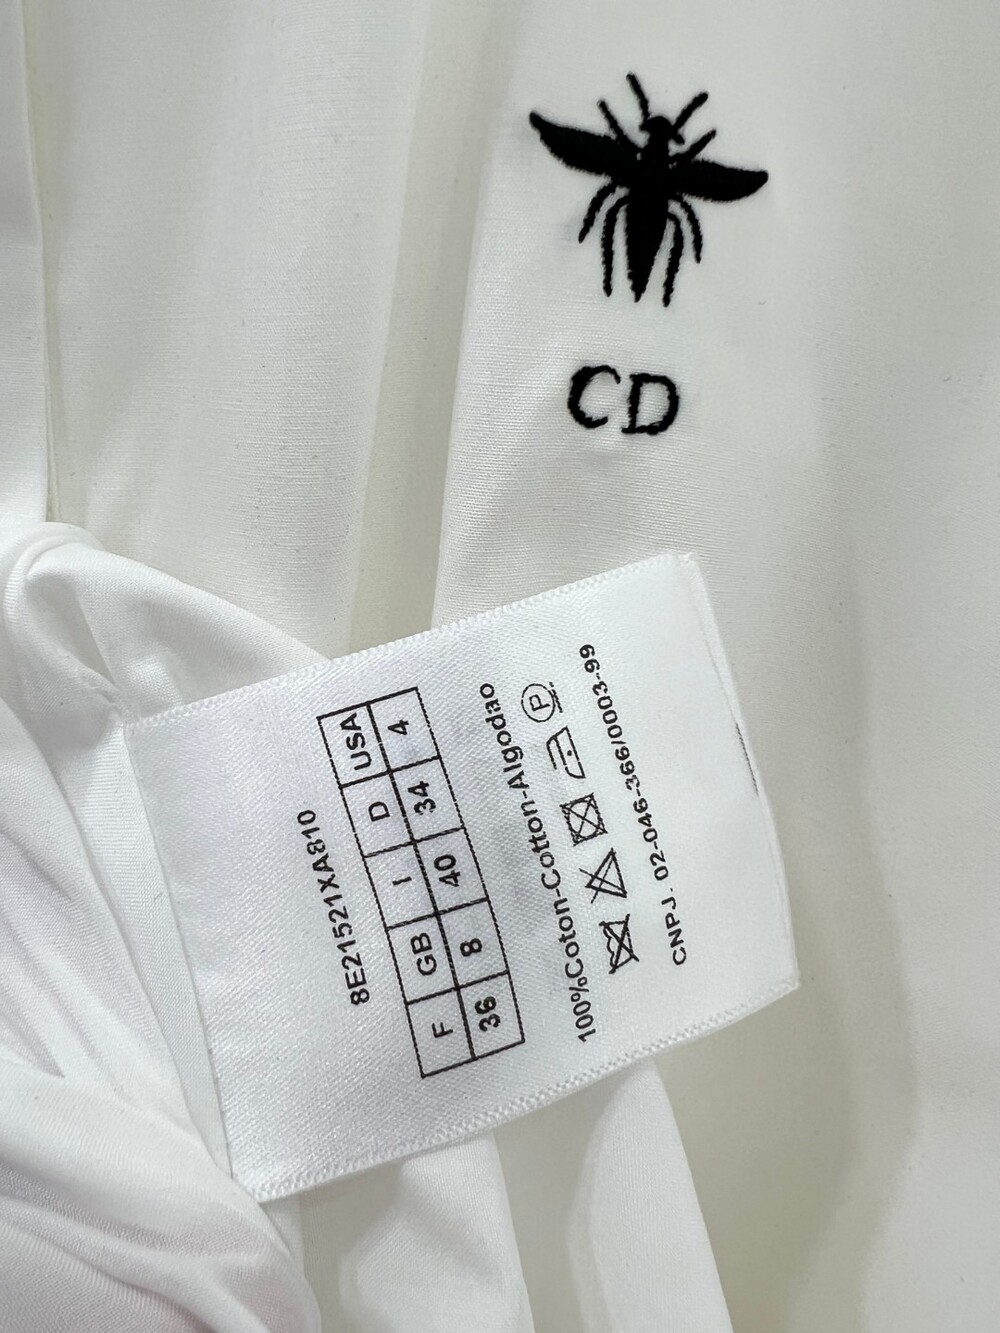 CD
8E21521XA810
F GB I D USA
36 8 40 34 4
100%Coton-Cotton-Algodao
P
CNPJ. 02-046-366/0003-99